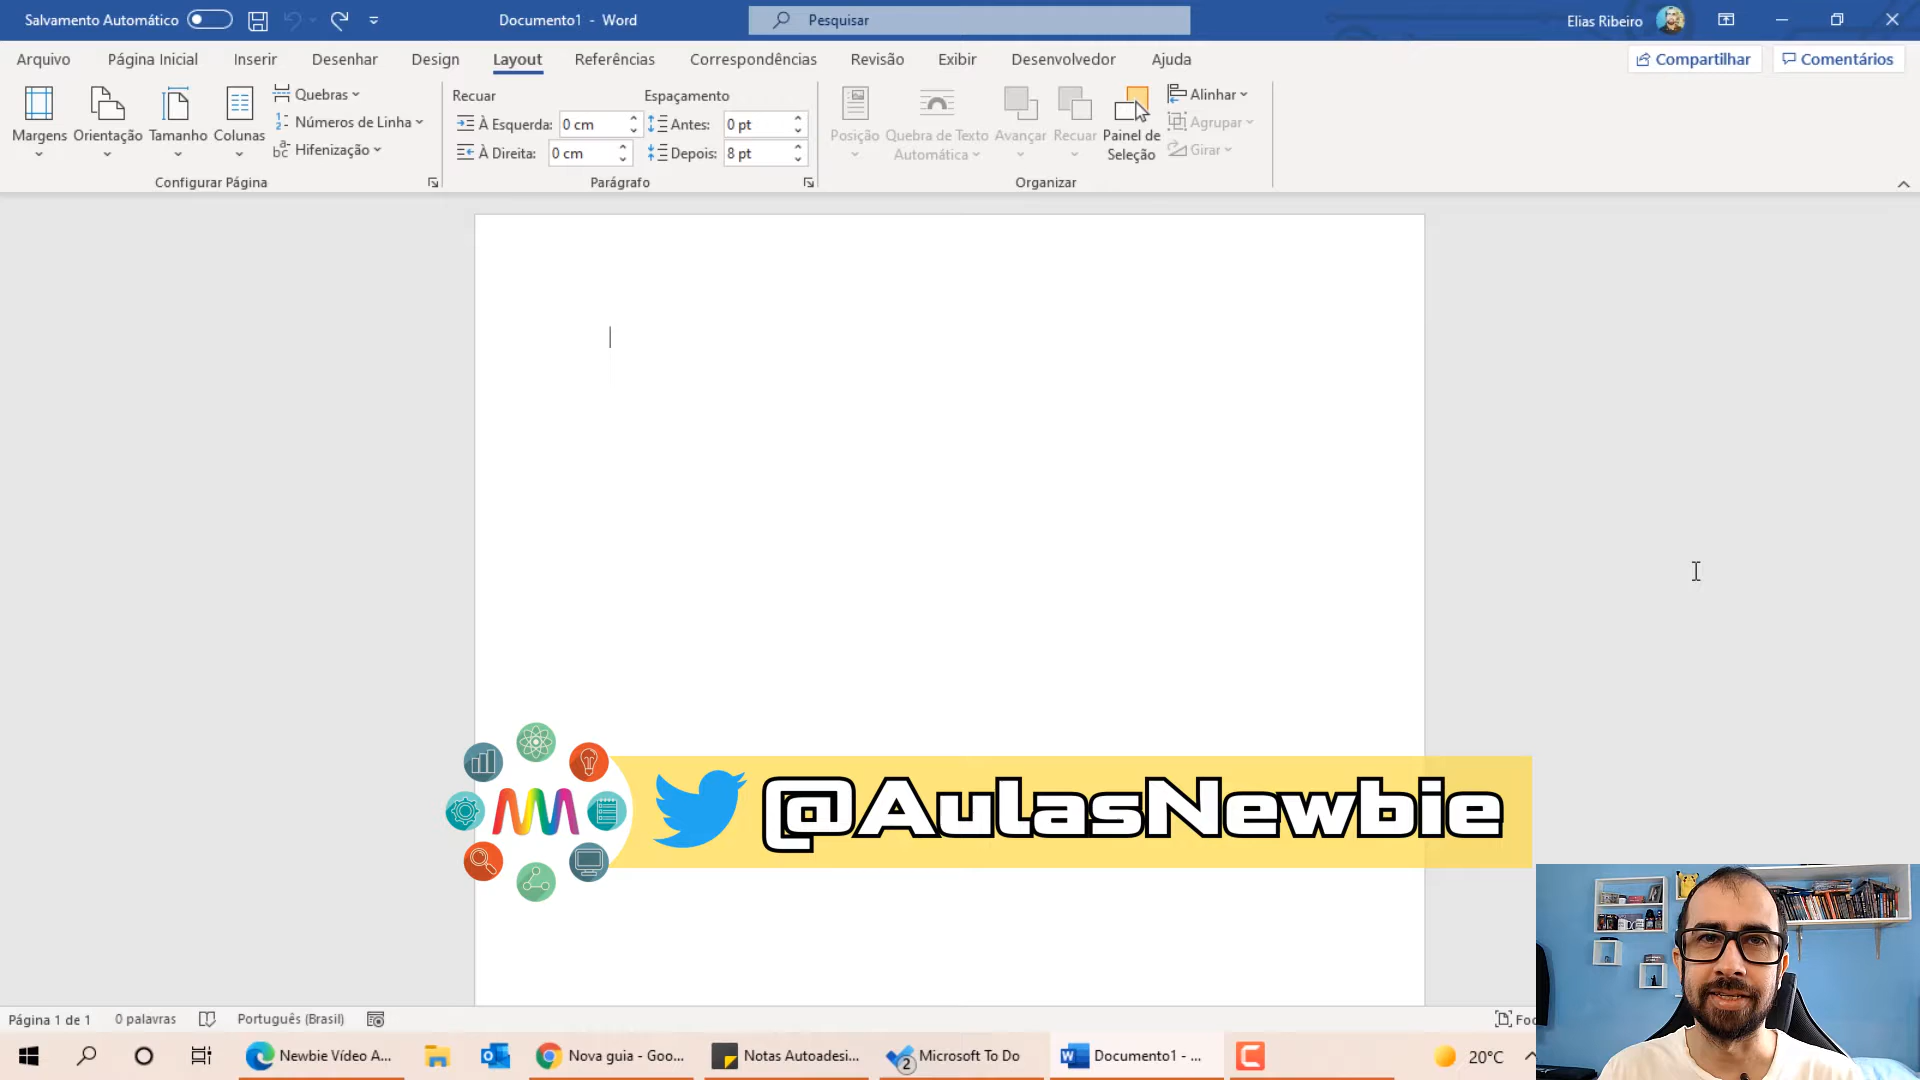 Salvamento Automático
Documento1 - Word
Pesquisar
Elias Ribeiro
Arquivo Página Inicial Inserir Desenhar Design Layout Referências Correspondências Revisão Exibir Desenvolvedor Ajuda
Compartilhar Comentários
Margens
Orientação
Tamanho
Colunas
Quebras
Números de Linha
Hifenização
Configurar Página
Recuar
À Esquerda: 0 cm
À Direita: 0 cm
Espaçamento
Antes: 0 pt
Depois: 8 pt
Parágrafo
Posição
Quebra de Texto
Automática
Avançar
Recuar
Painel de
Seleção
Alinhar
Agrupar
Girar
Organizar
@AulasNewbie
Página 1 de 1 0 palavras Português (Brasil)
Foc
Newbie Vídeo A...
Nova guia - Goo...
Notas Autoadesi...
2
Microsoft To Do
Documento1 - ...
20°C